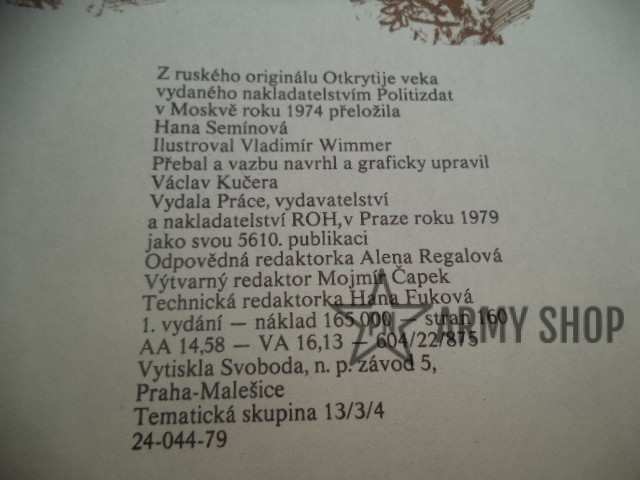 Z ruského originálu Otkrytije veka
vydaného nakladatelstvím Politizdat
v Moskvě roku 1974 přeložila
Hana Semínová
Ilustroval Vladimír Wimmer
Přebal a vazbu navrhl a graficky upravil
Václav Kučera
Vydala Práce, vydavatelství
a nakladatelství ROH, v Praze roku 1979
jako svou 5610. publikaci
Odpovědná redaktorka Alena Regalová
Výtvarný redaktor Mojmír Čapek
Technická redaktorka Hana Fuková
1. vydání — náklad 165 000 — stran 160
AA 14,58 — VA 16,13 — 604/22/875
Vytiskla Svoboda, n. p. závod 5,
Praha-Malešice
Tematická skupina 13/3/4
24-044-79
ARMY SHOP